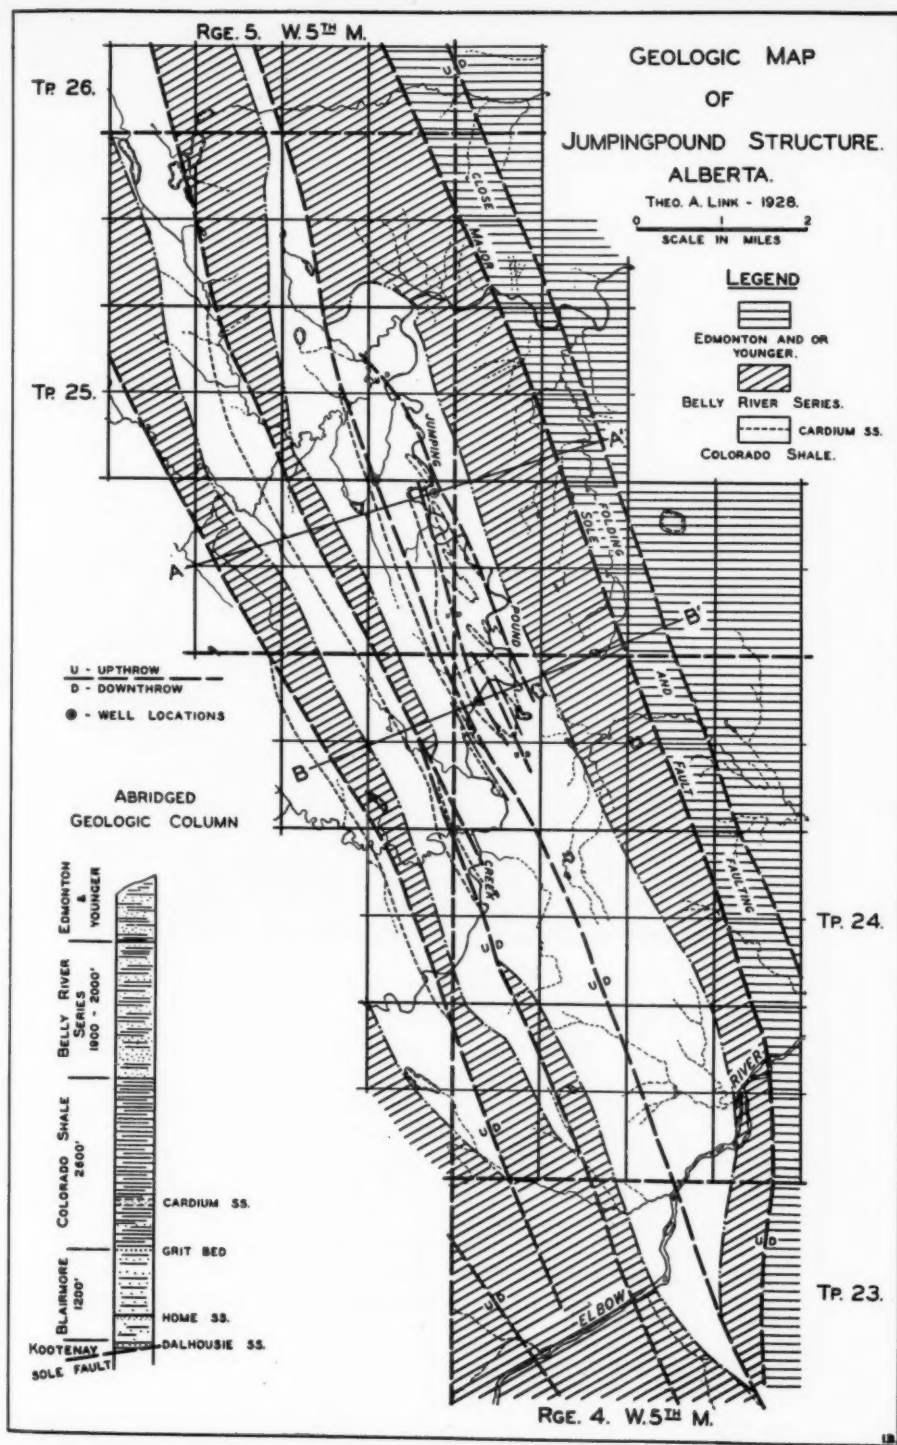 RGE. 5. W. 5TH M.
GEOLOGIC MAP
OF
JUMPINGPOUND STRUCTURE.
ALBERTA.
THEO. A. LINK - 1928.
0 1 2
SCALE IN MILES
LEGEND
EDMONTON AND OR
YOUNGER.
BELLY RIVER SERIES.
CARDIUM SS.
COLORADO SHALE.
TP. 26.
TP. 25.
TP. 24.
TP. 23.
U D
CLOSE
MAJOR
FOLDING
SOLE
AND
FAULT
FAULTING
JUMPING
POUND
CREEK
A
A'
B
B'
U - UPTHROW
D - DOWNTHROW
- WELL LOCATIONS
U D
U D
U D
U D
U D
RIVER
ELBOW
ABRIDGED
GEOLOGIC COLUMN
EDMONTON
&
YOUNGER
BELLY RIVER
SERIES
1900 - 2000'
COLORADO SHALE
2600'
CARDIUM SS.
GRIT BED
BLAIRMORE
1200'
HOME SS.
KOOTENAY
DALHOUSIE SS.
SOLE FAULT
RGE. 4. W. 5TH M.
13.